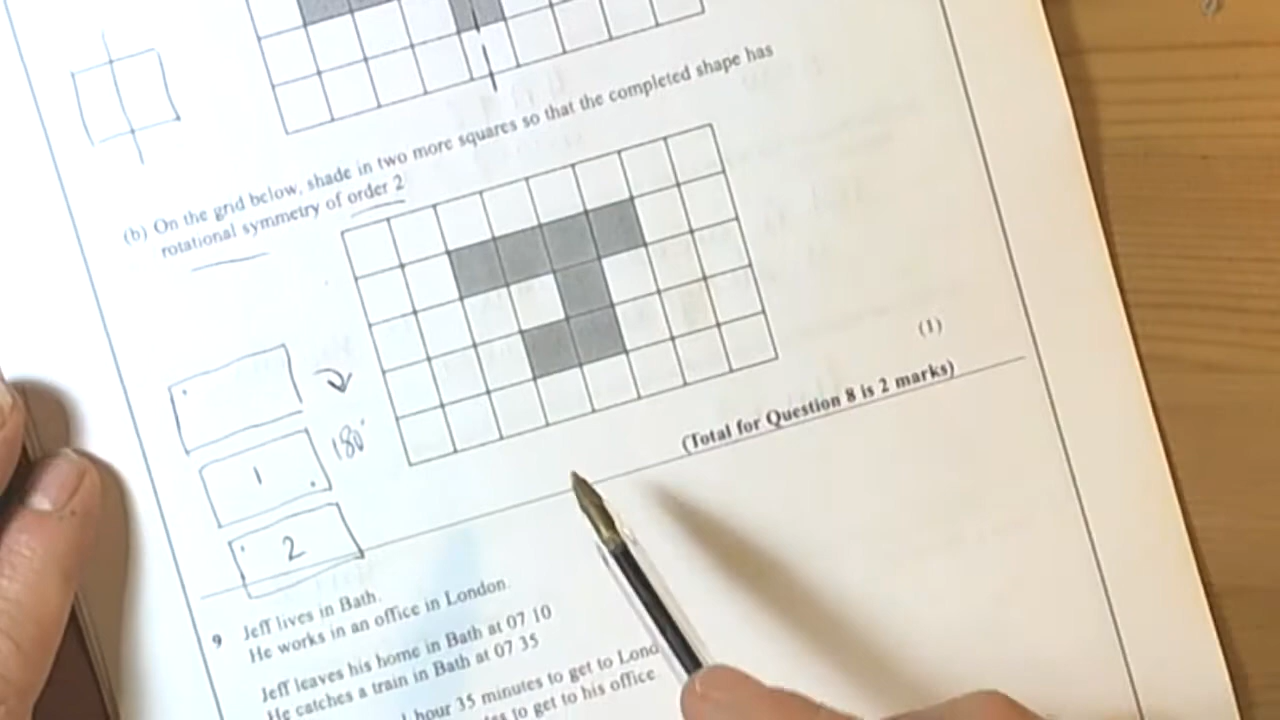 (b) On the grid below, shade in two more squares so that the completed shape has
rotational symmetry of order 2
180°
1
2
(1)
(Total for Question 8 is 2 marks)
9 Jeff lives in Bath.
He works in an office in London.
Jeff leaves his home in Bath at 07 10
He catches a train in Bath at 07 35
hour 35 minutes to get to Lond
to get to his office